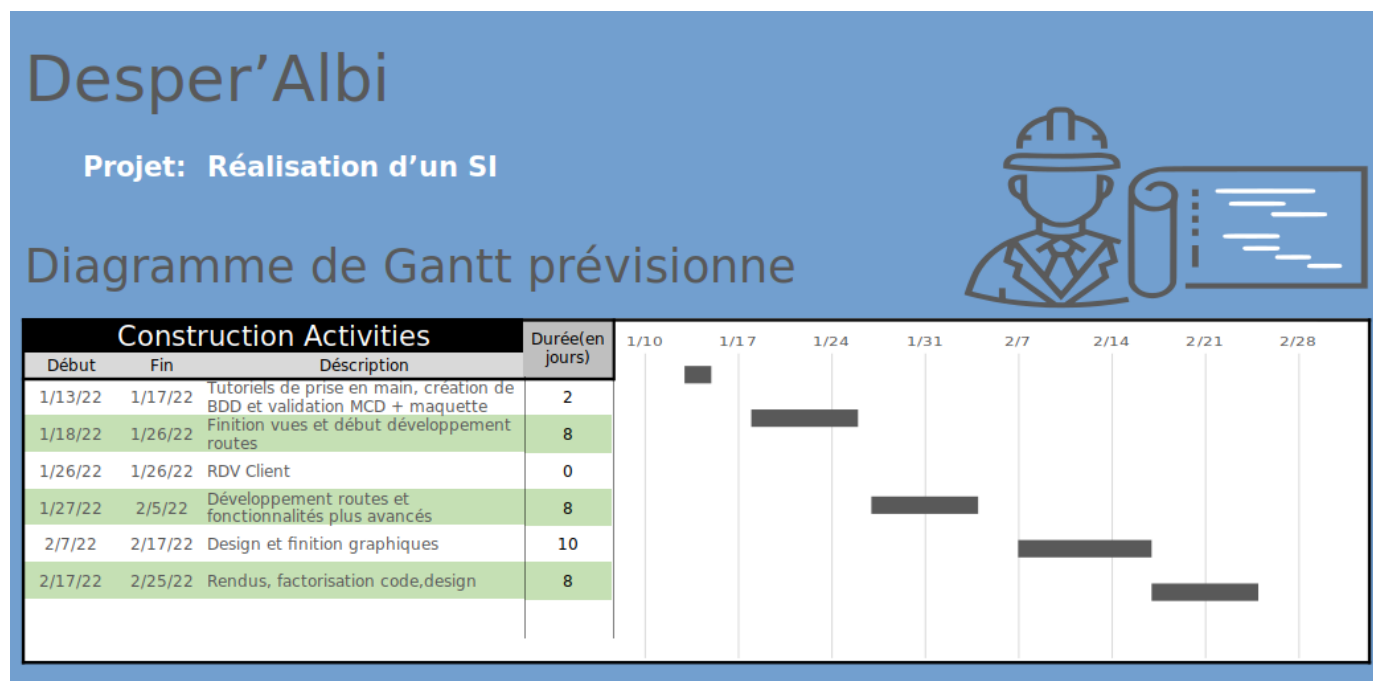 Desper’Albi
Projet: Réalisation d’un SI
Diagramme de Gantt prévisionne
Construction Activities
Durée(en
jours)
Début Fin Déscription
1/10 1/17 1/24 1/31 2/7 2/14 2/21 2/28
1/13/22 1/17/22 Tutoriels de prise en main, création de
BDD et validation MCD + maquette 2
1/18/22 1/26/22 Finition vues et début développement
routes 8
1/26/22 1/26/22 RDV Client 0
1/27/22 2/5/22 Développement routes et
fonctionnalités plus avancés 8
2/7/22 2/17/22 Design et finition graphiques 10
2/17/22 2/25/22 Rendus, factorisation code,design 8